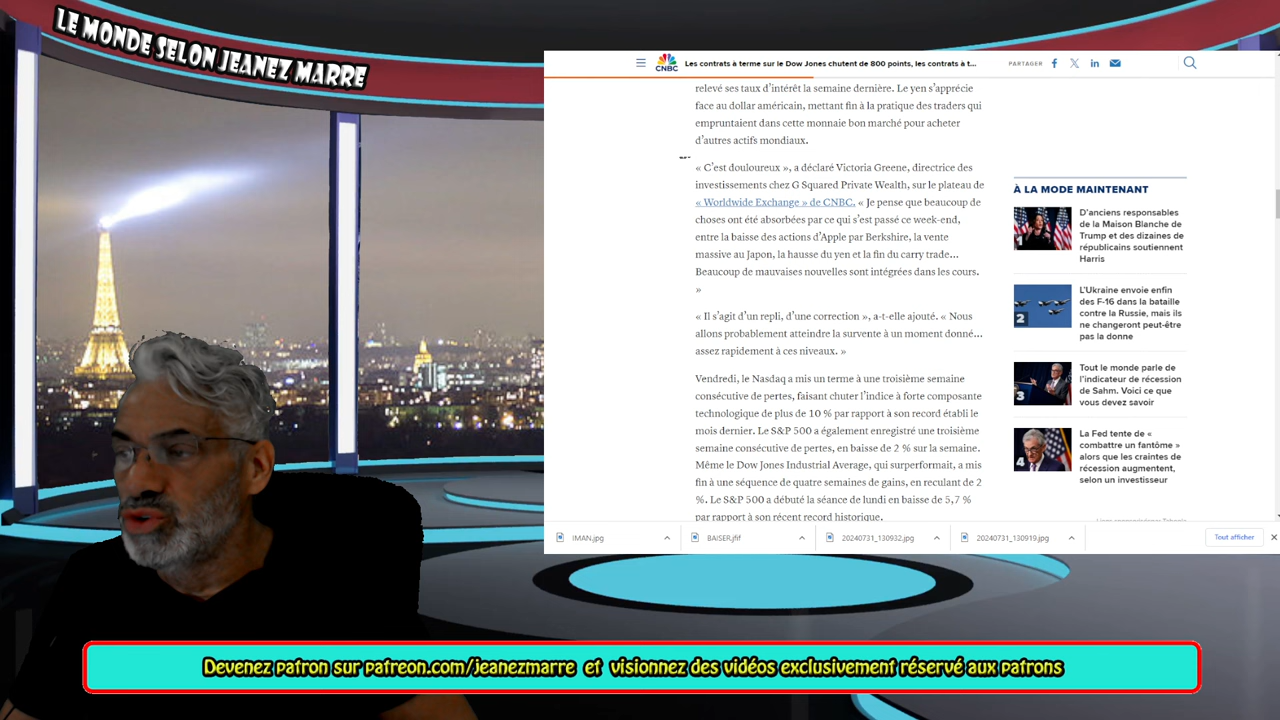 LE MONDE SELON JEANEZ MARRE
CNBC
Les contrats à terme sur le Dow Jones chutent de 800 points, les contrats à t...
PARTAGER
relevé ses taux d'intérêt la semaine dernière. Le yen s'apprécie
face au dollar américain, mettant fin à la pratique des traders qui
empruntaient dans cette monnaie bon marché pour acheter
d'autres actifs mondiaux.
« C'est douloureux », a déclaré Victoria Greene, directrice des
investissements chez G Squared Private Wealth, sur le plateau de
« Worldwide Exchange » de CNBC. « Je pense que beaucoup de
choses ont été absorbées par ce qui s'est passé ce week-end,
entre la baisse des actions d'Apple par Berkshire, la vente
massive au Japon, la hausse du yen et la fin du carry trade...
Beaucoup de mauvaises nouvelles sont intégrées dans les cours.
»
« Il s'agit d'un repli, d'une correction », a-t-elle ajouté. « Nous
allons probablement atteindre la survente à un moment donné...
assez rapidement à ces niveaux. »
Vendredi, le Nasdaq a mis un terme à une troisième semaine
consécutive de pertes, faisant chuter l'indice à forte composante
technologique de plus de 10 % par rapport à son record établi le
mois dernier. Le S&P 500 a également enregistré une troisième
semaine consécutive de pertes, en baisse de 2 % sur la semaine.
Même le Dow Jones Industrial Average, qui surperformait, a mis
fin à une séquence de quatre semaines de gains, en reculant de 2
%. Le S&P 500 a débuté la séance de lundi en baisse de 5,7 %
par rapport à son récent record historique.
À LA MODE MAINTENANT
1
D'anciens responsables
de la Maison Blanche de
Trump et des dizaines de
républicains soutiennent
Harris
2
L'Ukraine envoie enfin
des F-16 dans la bataille
contre la Russie, mais ils
ne changeront peut-être
pas la donne
3
Tout le monde parle de
l'indicateur de récession
de Sahm. Voici ce que
vous devez savoir
4
La Fed tente de «
combattre un fantôme »
alors que les craintes de
récession augmentent,
selon un investisseur
IMAN.jpg
BAISER.jfif
20240731_130932.jpg
20240731_130919.jpg
Tout afficher
Devenez patron sur patreon.com/jeanezmarre et visionnez des vidéos exclusivement réservé aux patrons